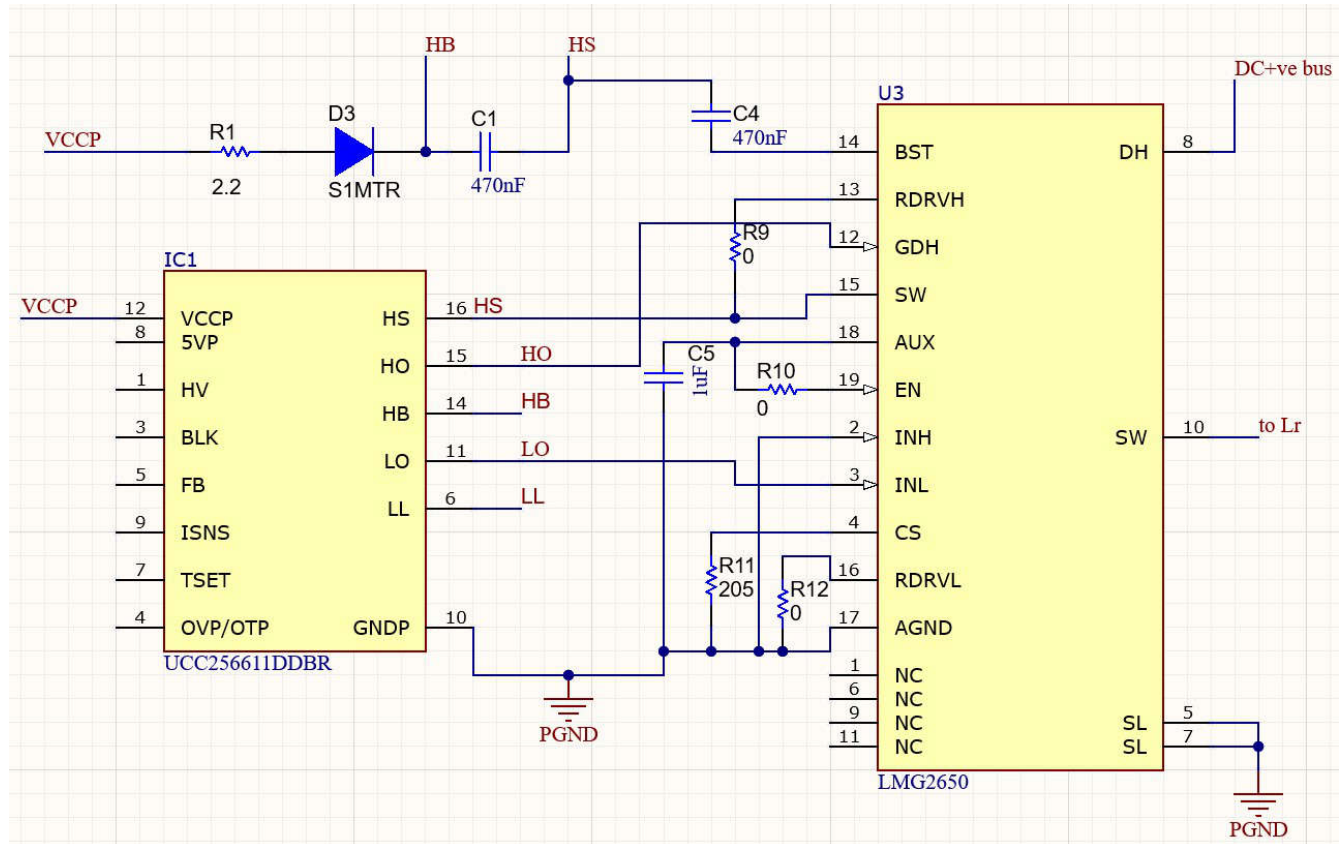 HB
HS
DC+ve bus
U3
D3
C1
C4
R1
VCCP
470nF
14
BST
DH
8
2.2
S1MTR
470nF
13
RDRVH
R9
0
12
GDH
IC1
15
SW
VCCP
12
VCCP
HS
16
HS
8
5VP
18
AUX
C5
1uF
HO
15
HO
R10
0
19
EN
1
HV
HB
14
HB
2
INH
SW
10
to Lr
3
BLK
LO
11
LO
3
INL
5
FB
LL
6
LL
4
CS
9
ISNS
R11
205
R12
0
16
RDRVL
7
TSET
4
OVP/OTP
GNDP
10
17
AGND
UCC256611DDBR
1
NC
6
NC
9
NC
SL
5
11
NC
SL
7
PGND
LMG2650
PGND